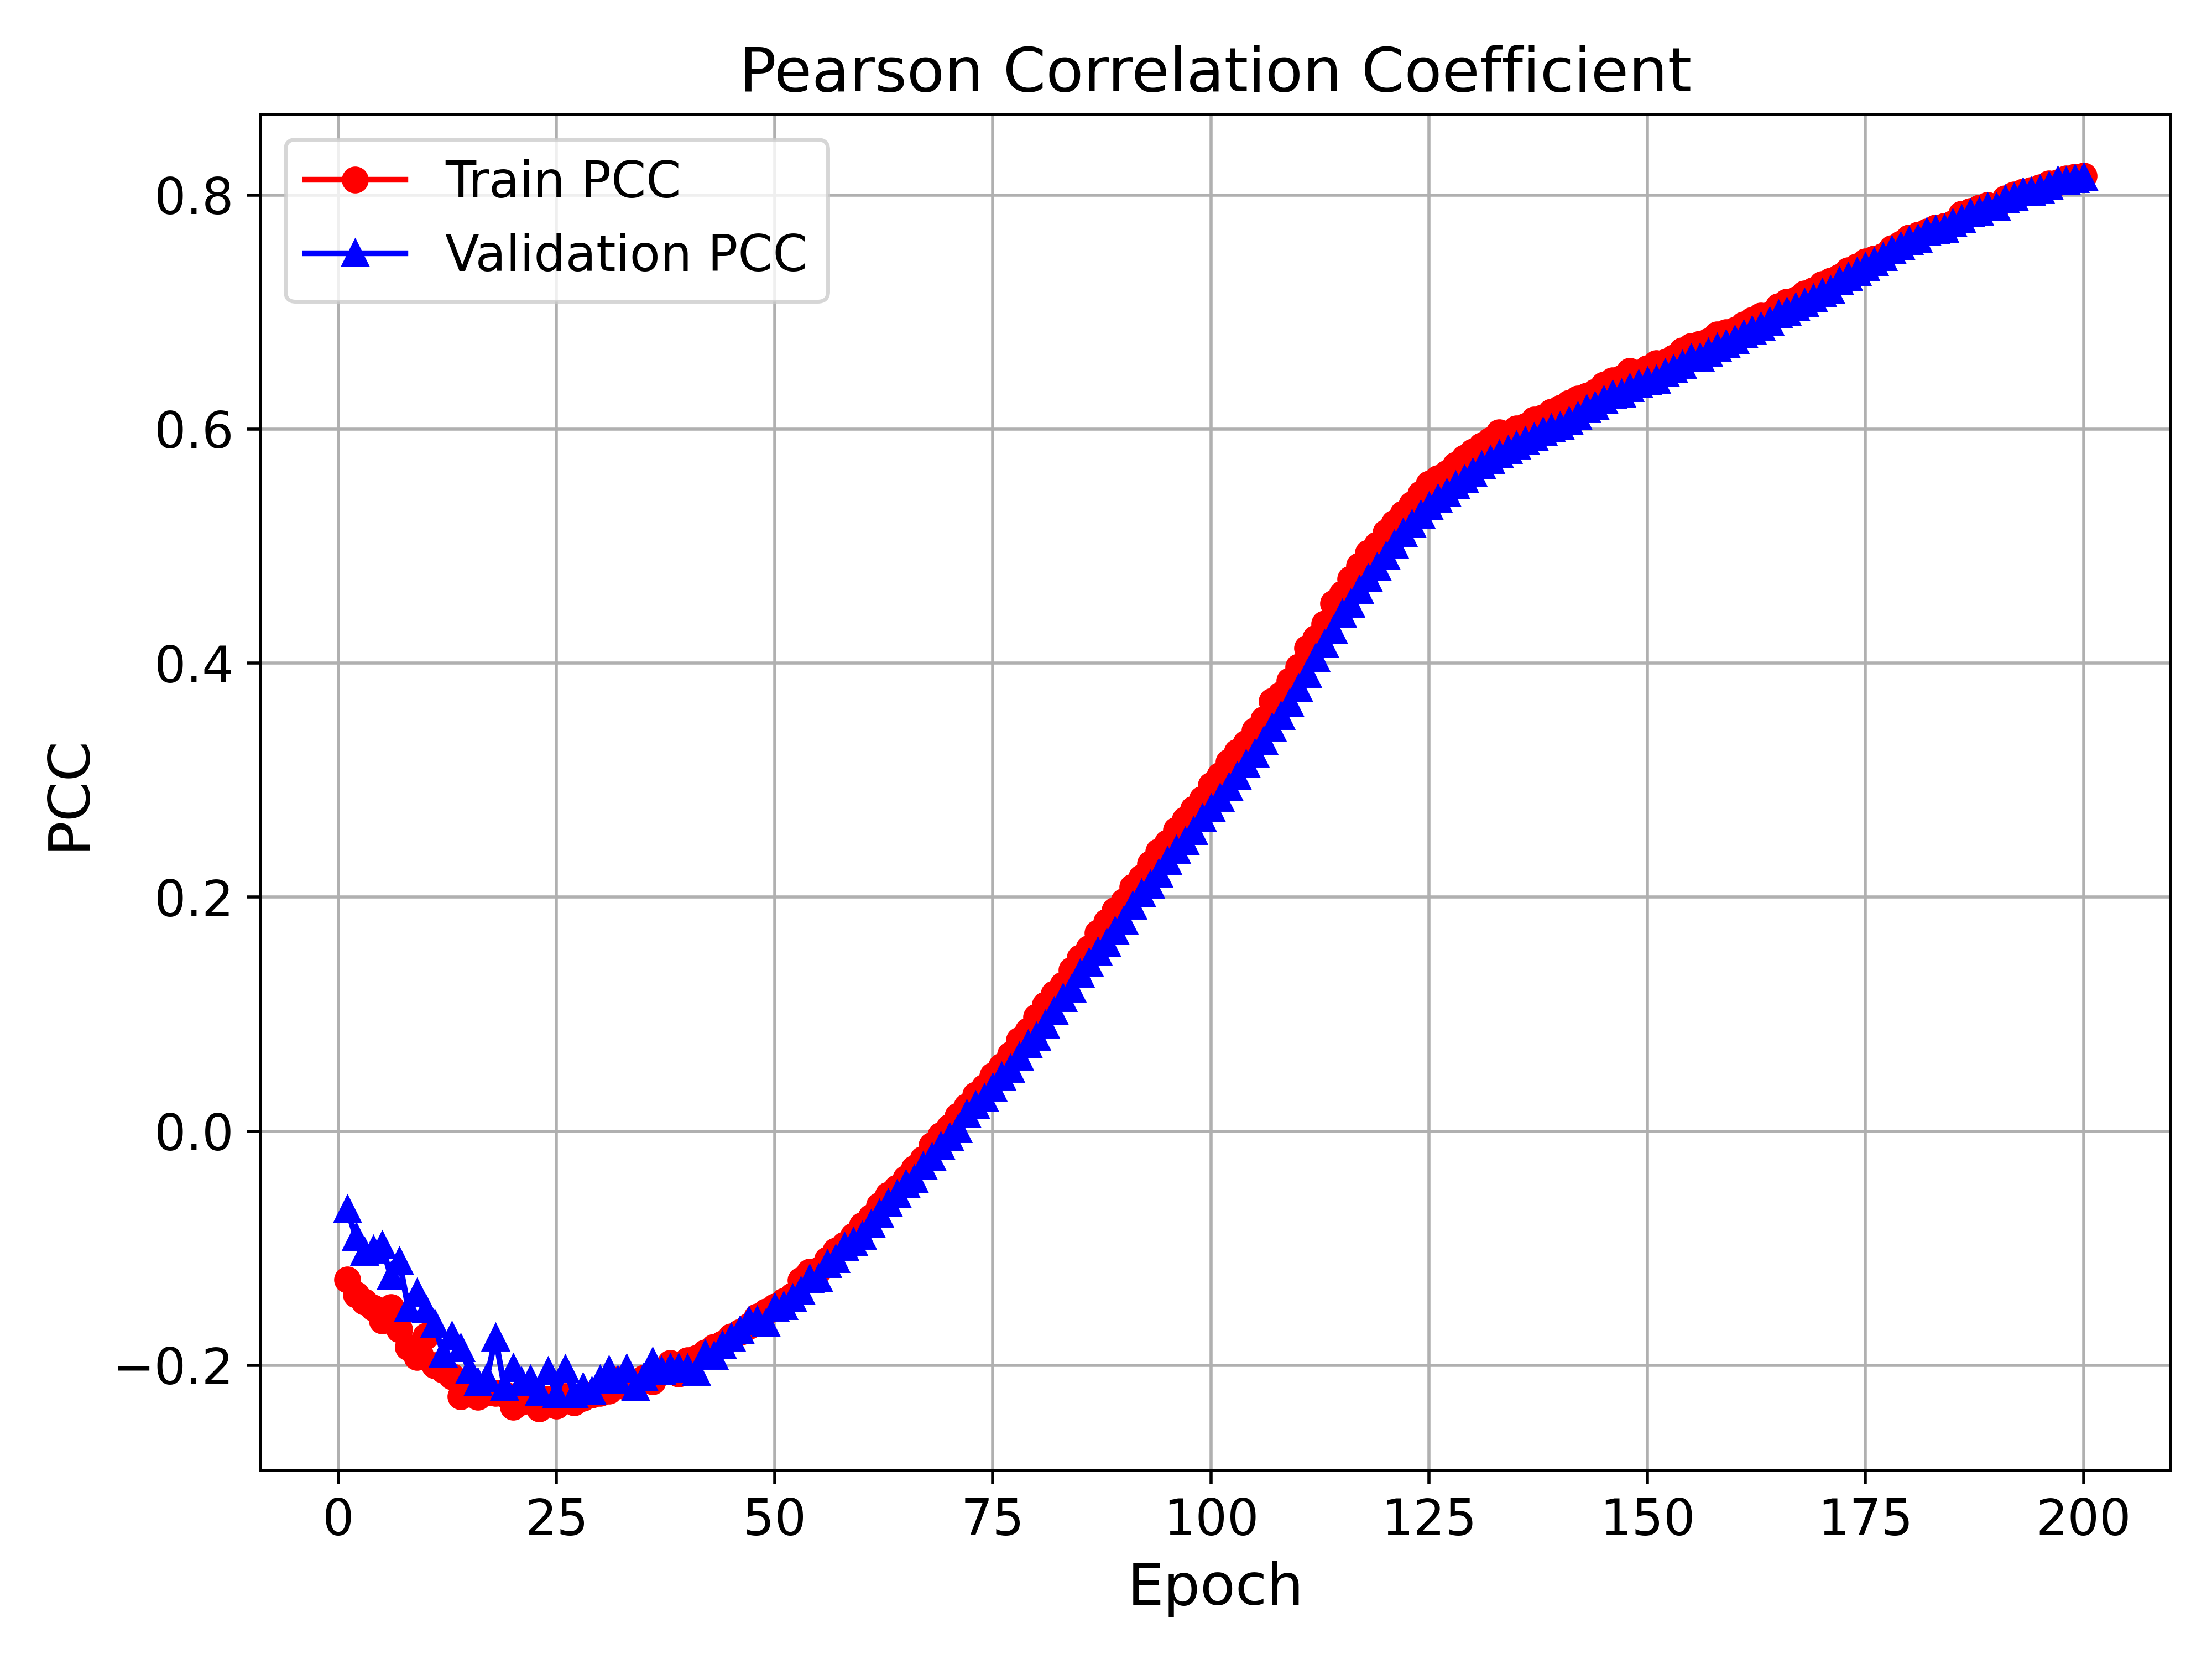 Pearson Correlation Coefficient
Train PCC
Validation PCC
0.8
0.6
0.4
0.2
0.0
−0.2
PCC
0 25 50 75 100 125 150 175 200
Epoch